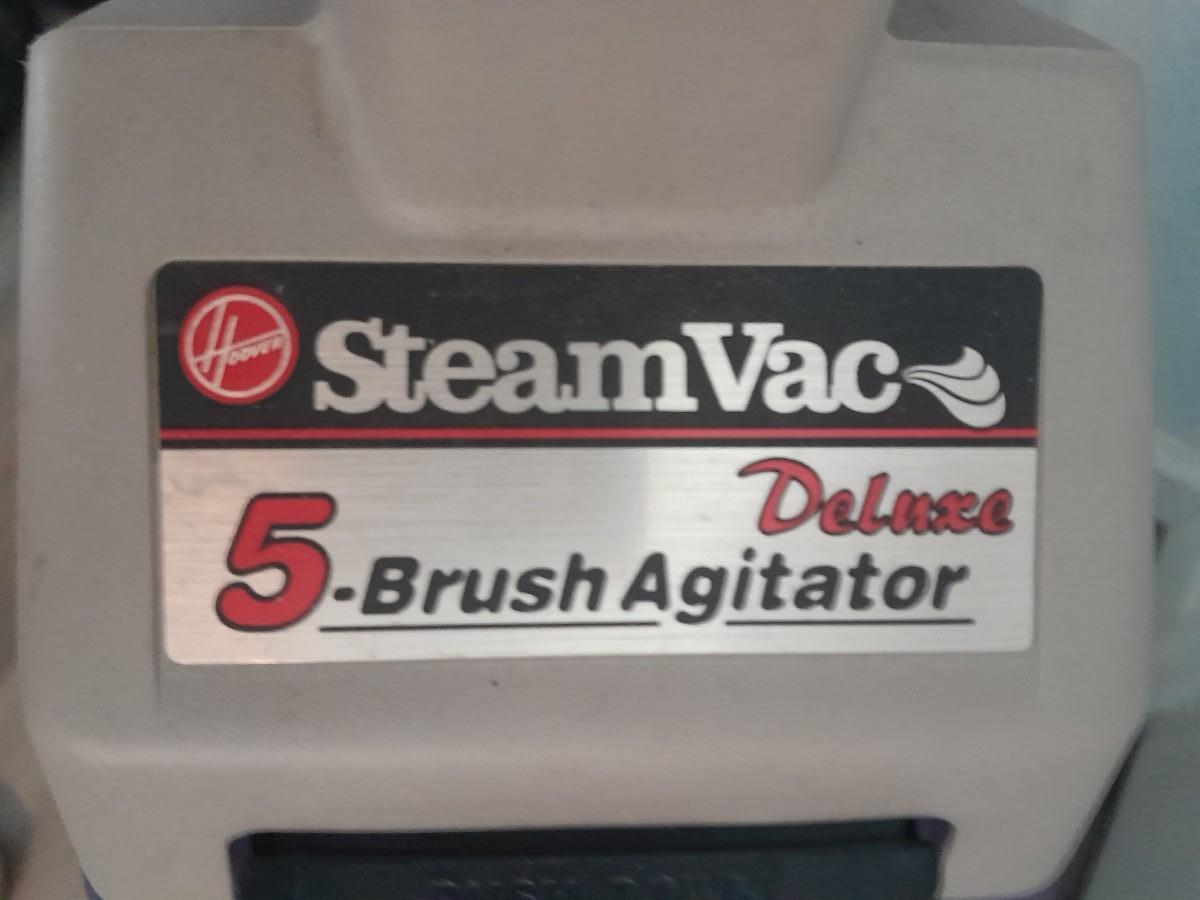 HOOVER
SteamVac
Deluxe
5-Brush Agitator